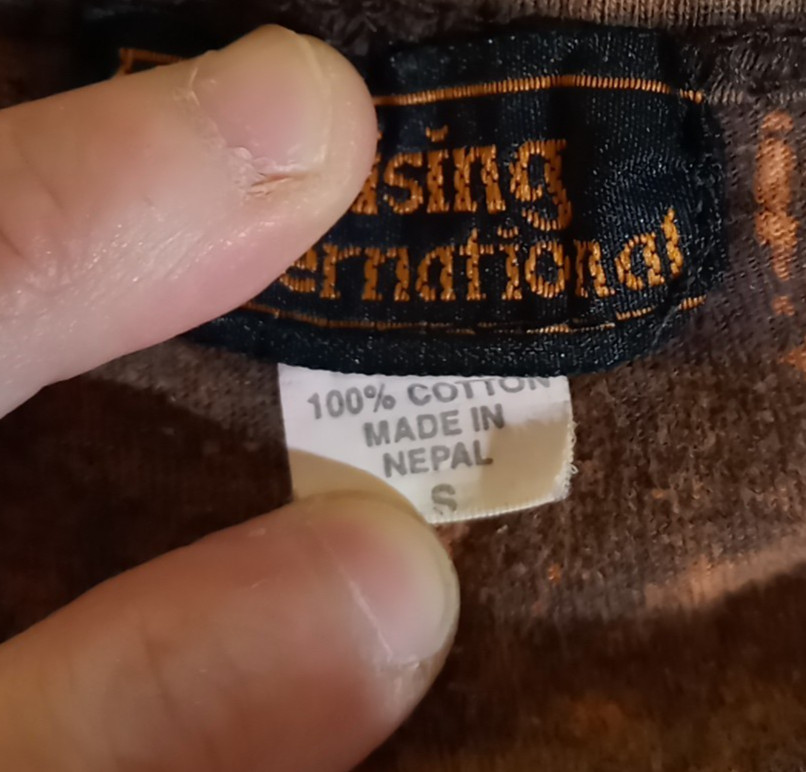 ising
ernational
100% COTTON
MADE IN
NEPAL
S